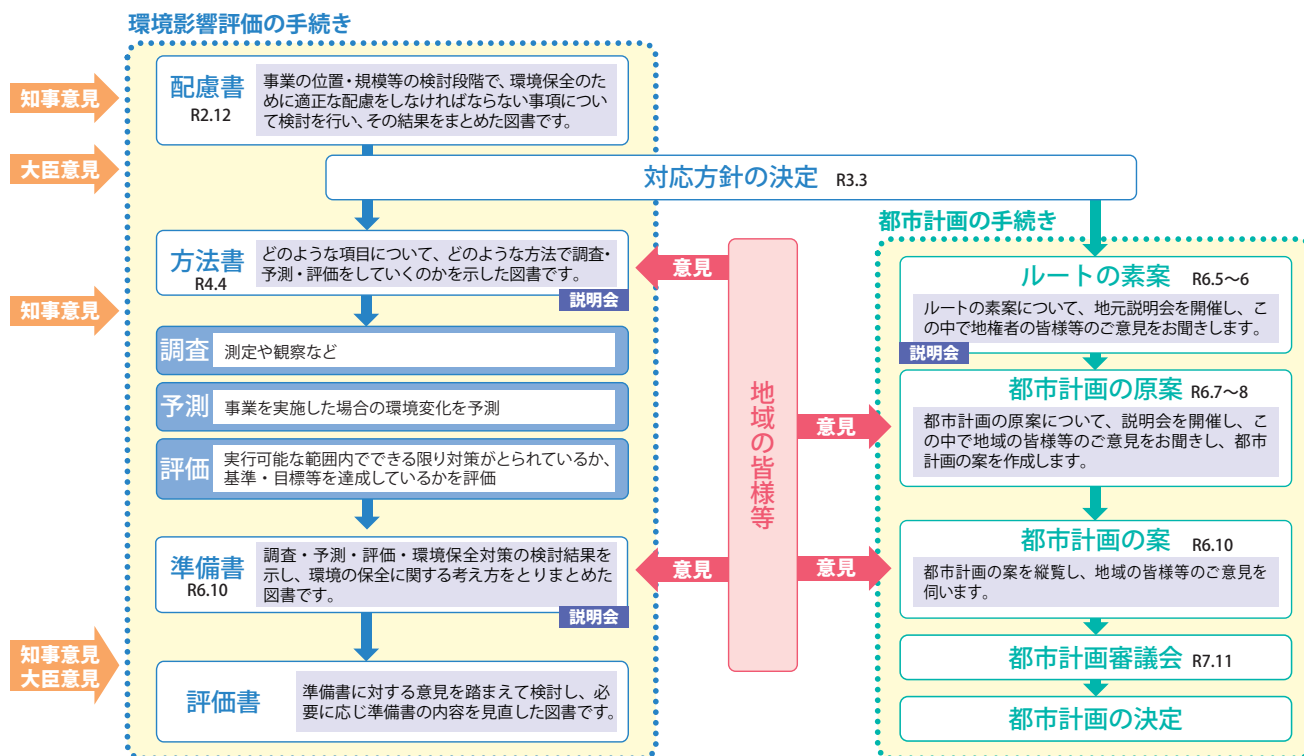 環境影響評価の手続き
知事意見
配慮書
R2.12
事業の位置・規模等の検討段階で、環境保全のた
めに適正な配慮をしなければならない事項につい
て検討を行い、その結果をまとめた図書です。
大臣意見
対応方針の決定 R3.3
方法書
R4.4
どのような項目について、どのような方法で調査・
予測・評価をしていくのかを示した図書です。
説明会
知事意見
調査 測定や観察など
予測 事業を実施した場合の環境変化を予測
評価
実行可能な範囲内でできる限り対策がとられているか、
基準・目標等を達成しているかを評価
準備書
R6.10
調査・予測・評価・環境保全対策の検討結果を
示し、環境の保全に関する考え方をとりまとめた
図書です。
説明会
知事意見
大臣意見
評価書
準備書に対する意見を踏まえて検討し、必
要に応じ準備書の内容を見直した図書です。
地域の皆様等
意見
意見
意見
意見
都市計画の手続き
ルートの素案 R6.5~6
ルートの素案について、地元説明会を開催し、こ
の中で地権者の皆様等のご意見をお聞きします。
説明会
都市計画の原案 R6.7~8
都市計画の原案について、説明会を開催し、こ
の中で地域の皆様等のご意見をお聞きし、都市
計画の案を作成します。
都市計画の案 R6.10
都市計画の案を縦覧し、地域の皆様等のご意見を
伺います。
都市計画審議会 R7.11
都市計画の決定